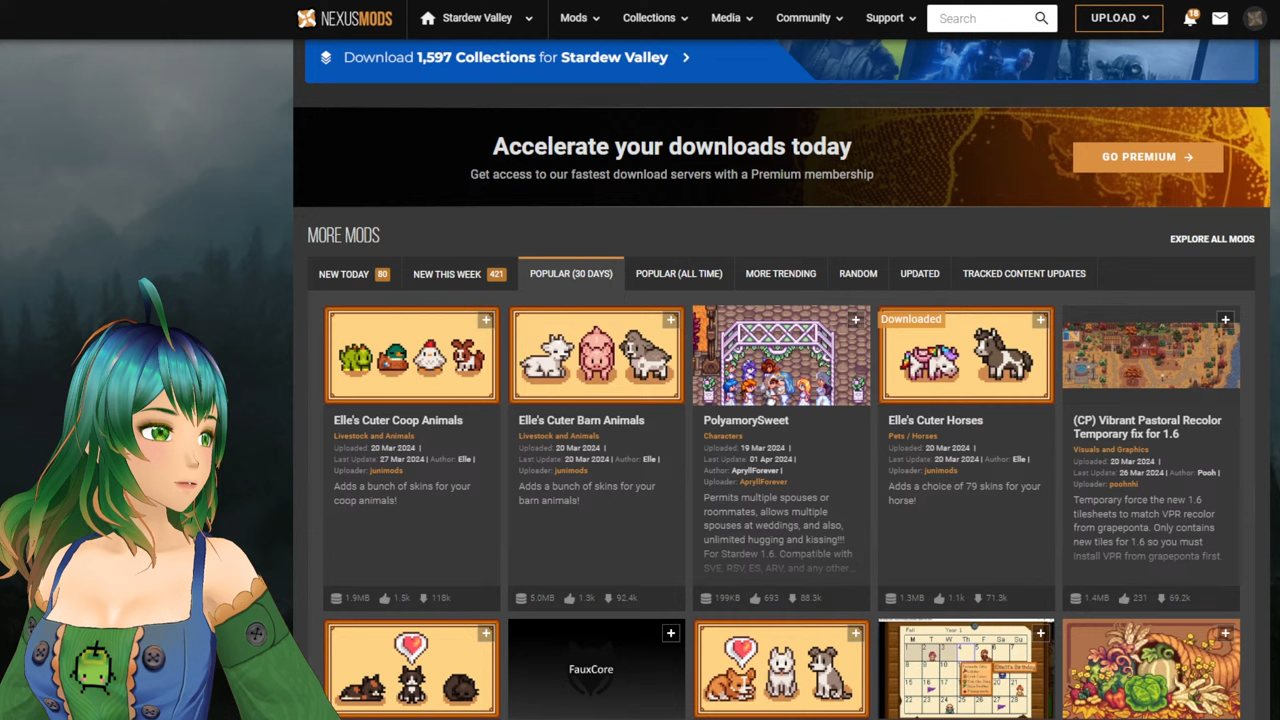 NEXUSMODS
Stardew Valley
Mods
Collections
Media
Community
Support
Search
UPLOAD
18
Download 1,597 Collections for Stardew Valley
Accelerate your downloads today
Get access to our fastest download servers with a Premium membership
GO PREMIUM
MORE MODS
EXPLORE ALL MODS
NEW TODAY 80
NEW THIS WEEK 421
POPULAR (30 DAYS)
POPULAR (ALL TIME)
MORE TRENDING
RANDOM
UPDATED
TRACKED CONTENT UPDATES
Elle's Cuter Coop Animals
Livestock and Animals
Uploaded: 20 Mar 2024 |
Last Update: 27 Mar 2024 | Author: Elle |
Uploader: junimods
Adds a bunch of skins for your
coop animals!
1.9MB 1.5k 118k
Elle's Cuter Barn Animals
Livestock and Animals
Uploaded: 20 Mar 2024 |
Last Update: 20 Mar 2024 | Author: Elle |
Uploader: junimods
Adds a bunch of skins for your
barn animals!
5.0MB 1.3k 92.4k
PolyamorySweet
Characters
Uploaded: 19 Mar 2024 |
Last Update: 01 Apr 2024 |
Author: ApryllForever |
Uploader: ApryllForever
Permits multiple spouses or
roommates, allows multiple
spouses at weddings, and also,
unlimited hugging and kissing!!!
For Stardew 1.6. Compatible with
SVE, RSV, ES, ARV, and any other...
199KB 693 88.3k
Downloaded
Elle's Cuter Horses
Pets / Horses
Uploaded: 20 Mar 2024 |
Last Update: 20 Mar 2024 | Author: Elle |
Uploader: junimods
Adds a choice of 79 skins for your
horse!
1.3MB 1.1k 71.3k
(CP) Vibrant Pastoral Recolor
Temporary fix for 1.6
Visuals and Graphics
Uploaded: 20 Mar 2024 |
Last Update: 26 Mar 2024 | Author: Pooh |
Uploader: poohnhi
Temporary force the new 1.6
tilesheets to match VPR recolor
from grapeponta. Only contains
new tiles for 1.6 so you must
install VPR from grapeponta first.
1.4MB 231 69.2k
FauxCore